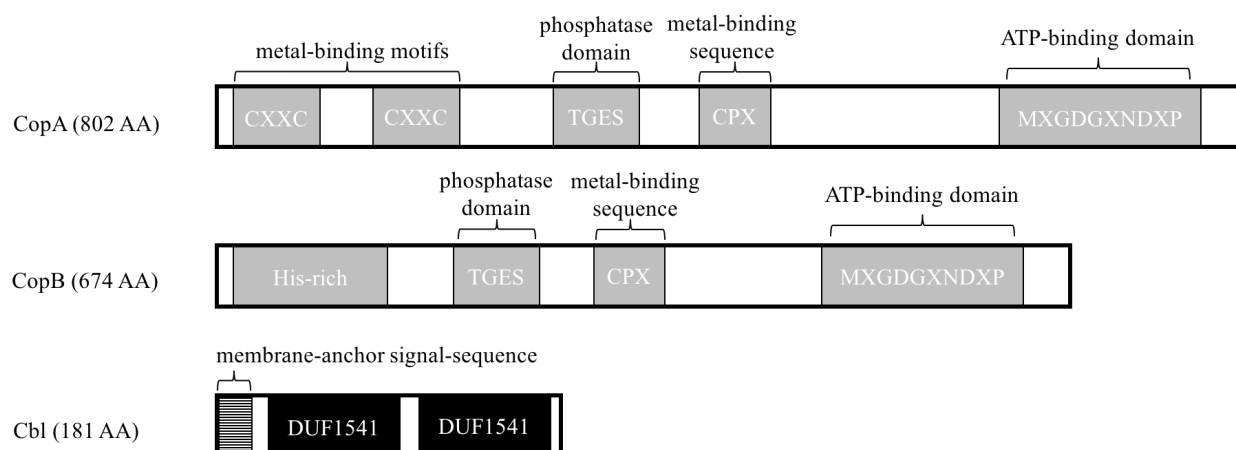 phosphatase domain
metal-binding sequence
metal-binding motifs
ATP-binding domain
CopA (802 AA)
CXXC
CXXC
TGES
CPX
MXGDGXNDXP
phosphatase domain
metal-binding sequence
ATP-binding domain
CopB (674 AA)
His-rich
TGES
CPX
MXGDGXNDXP
membrane-anchor signal-sequence
Cbl (181 AA)
DUF1541
DUF1541